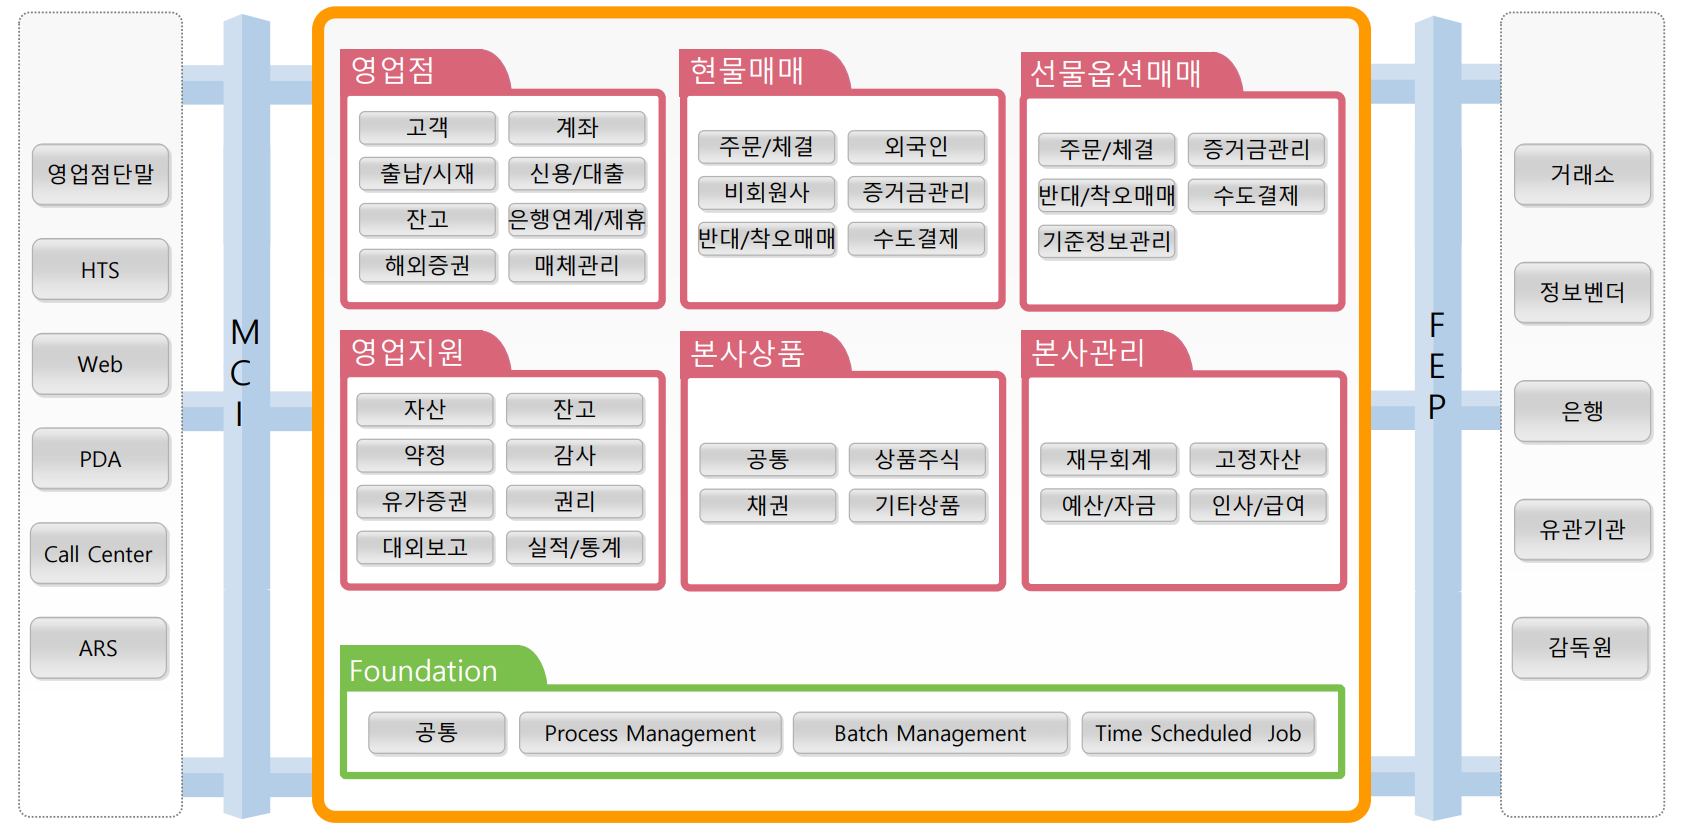 영업점단말
HTS
Web
PDA
Call Center
ARS
M
C
I
영업점
고객
계좌
출납/시재
신용/대출
잔고
은행연계/제휴
해외증권
매체관리
현물매매
주문/체결
외국인
비회원사
증거금관리
반대/착오매매
수도결제
선물옵션매매
주문/체결
증거금관리
반대/착오매매
수도결제
기준정보관리
영업지원
자산
잔고
약정
감사
유가증권
권리
대외보고
실적/통계
본사상품
공통
상품주식
채권
기타상품
본사관리
재무회계
고정자산
예산/자금
인사/급여
Foundation
공통
Process Management
Batch Management
Time Scheduled Job
F
E
P
거래소
정보벤더
은행
유관기관
감독원